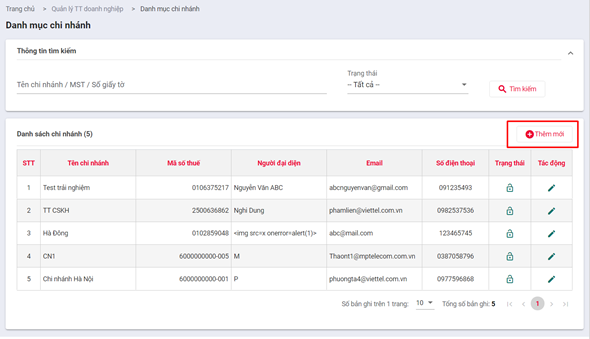 Trang chủ > Quản lý TT doanh nghiệp > Danh mục chi nhánh
Danh mục chi nhánh
Thông tin tìm kiếm
Tên chi nhánh / MST / Số giấy tờ
Trạng thái
-- Tất cả --
Tìm kiếm
Danh sách chi nhánh (5)
Thêm mới
STT Tên chi nhánh Mã số thuế Người đại diện Email Số điện thoại Trạng thái Tác động
1 Test trải nghiệm 0106375217 Nguyễn Văn ABC abcnguyenvan@gmail.com 091235493
2 TT CSKH 2500636862 Nghi Dung phamlien@viettel.com.vn 0982537536
3 Hà Đông 0102859048 <img src=x onerror=alert(1)> abc@mail.com 123465745
4 CN1 6000000000-005 M Thaont1@mptelecom.com.vn 0387058796
5 Chi nhánh Hà Nội 6000000000-001 P phuongta4@viettel.com.vn 0977596868
Số bản ghi trên 1 trang: 10 Tổng số bản ghi: 5 1